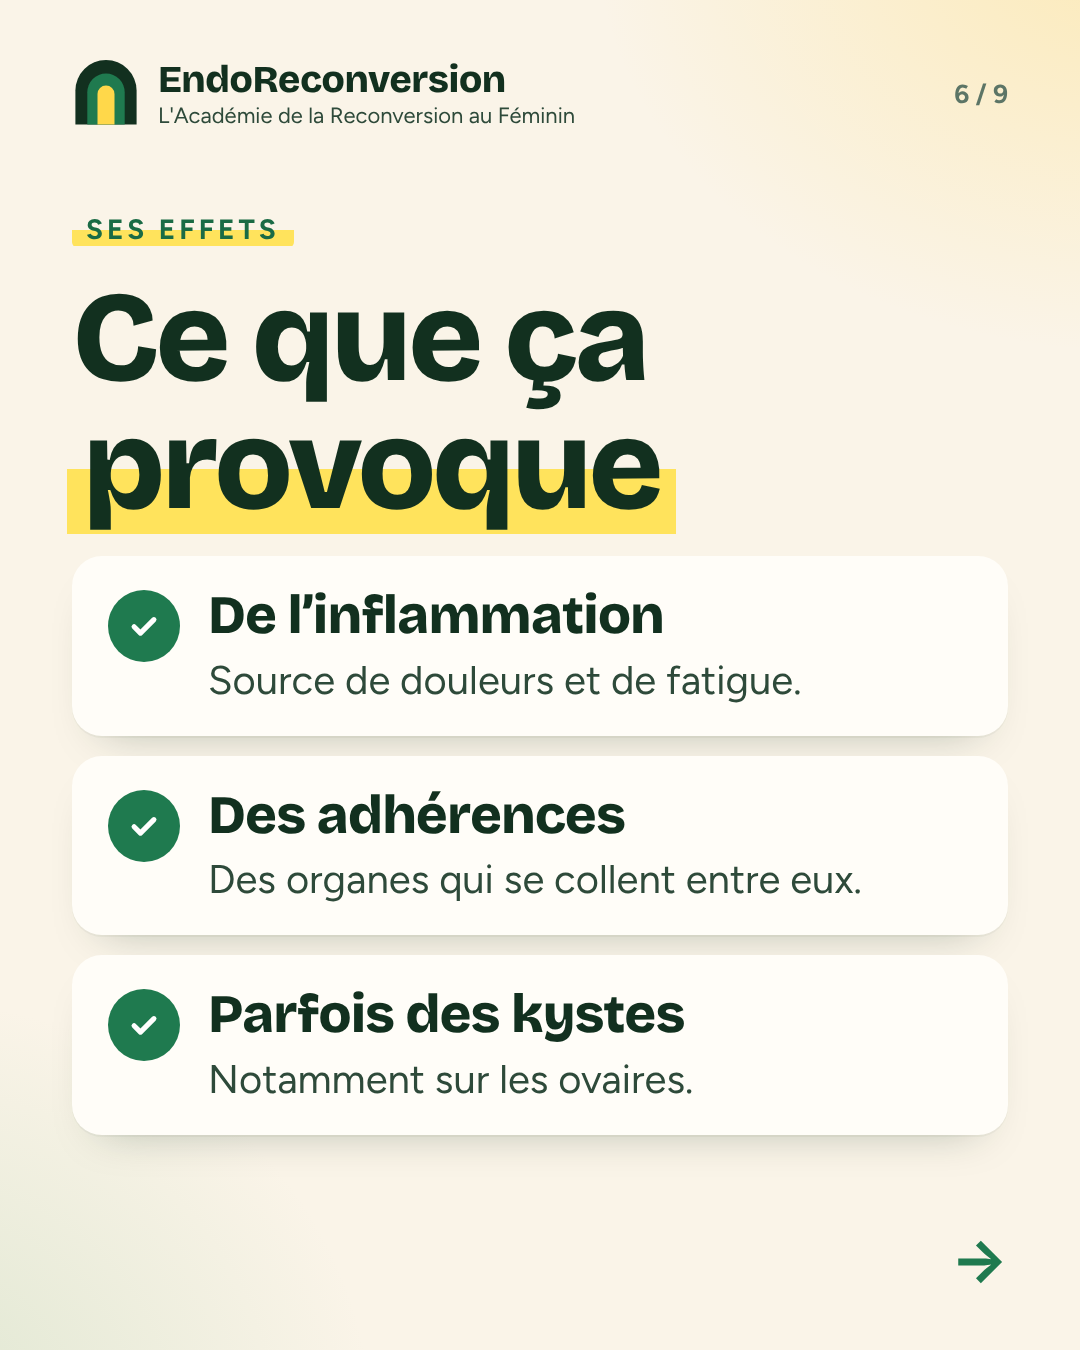 EndoReconversion
L'Académie de la Reconversion au Féminin
6 / 9
SES EFFETS
Ce que ça
provoque
De l’inflammation
Source de douleurs et de fatigue.
Des adhérences
Des organes qui se collent entre eux.
Parfois des kystes
Notamment sur les ovaires.